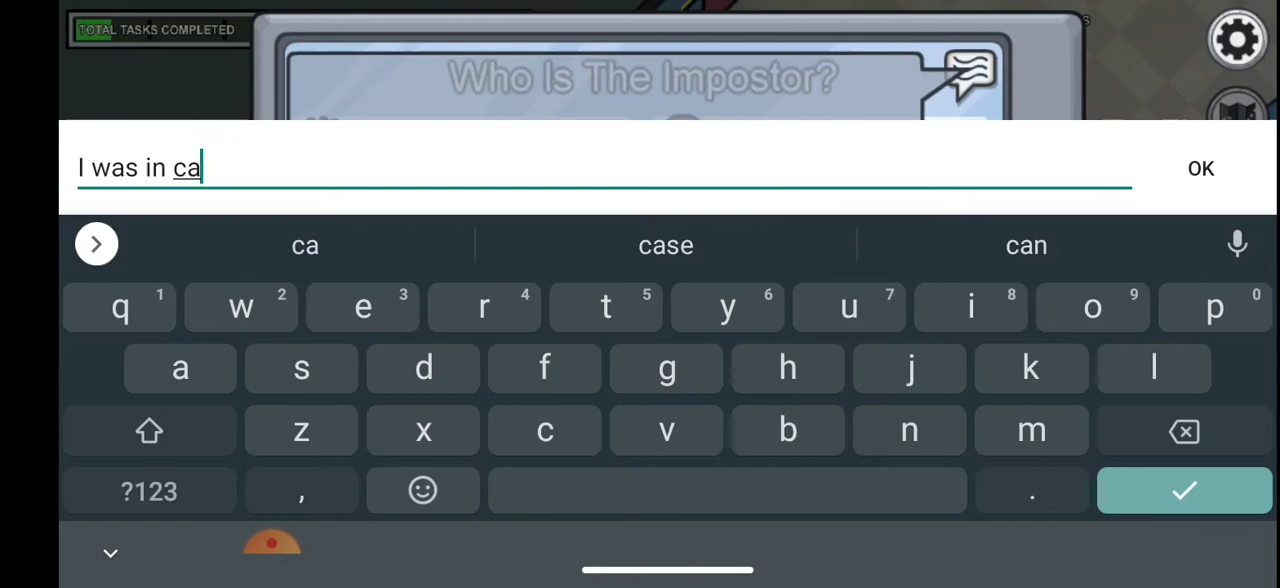 TOTAL TASKS COMPLETED
Who Is The Impostor?
I was in ca
OK
ca case can
q 1 w 2 e 3 r 4 t 5 y 6 u 7 i 8 o 9 p 0
a s d f g h j k l
z x c v b n m
?123 , .